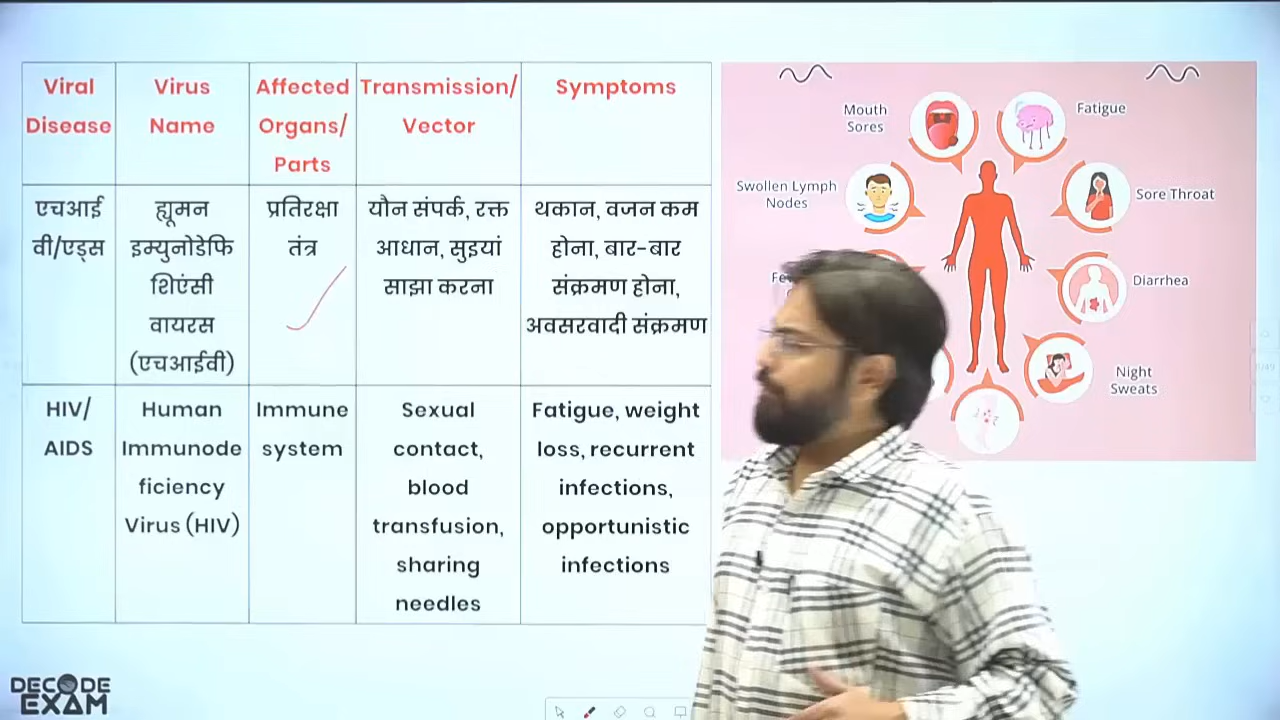 Viral
Disease
Virus
Name
Affected
Organs/
Parts
Transmission/
Vector
Symptoms
एचआई
वी/एड्स
ह्यूमन
इम्युनोडेफि
शिएंसी
वायरस
(एचआईवी)
प्रतिरक्षा
तंत्र
यौन संपर्क, रक्त
आधान, सुइयां
साझा करना
थकान, वजन कम
होना, बार-बार
संक्रमण होना,
अवसरवादी संक्रमण
HIV/
AIDS
Human
Immunode
ficiency
Virus (HIV)
Immune
system
Sexual
contact,
blood
transfusion,
sharing
needles
Fatigue, weight
loss, recurrent
infections,
opportunistic
infections
Mouth
Sores
Fatigue
Swollen Lymph
Nodes
Sore Throat
Diarrhea
Night
Sweats
DECODE
EXAM